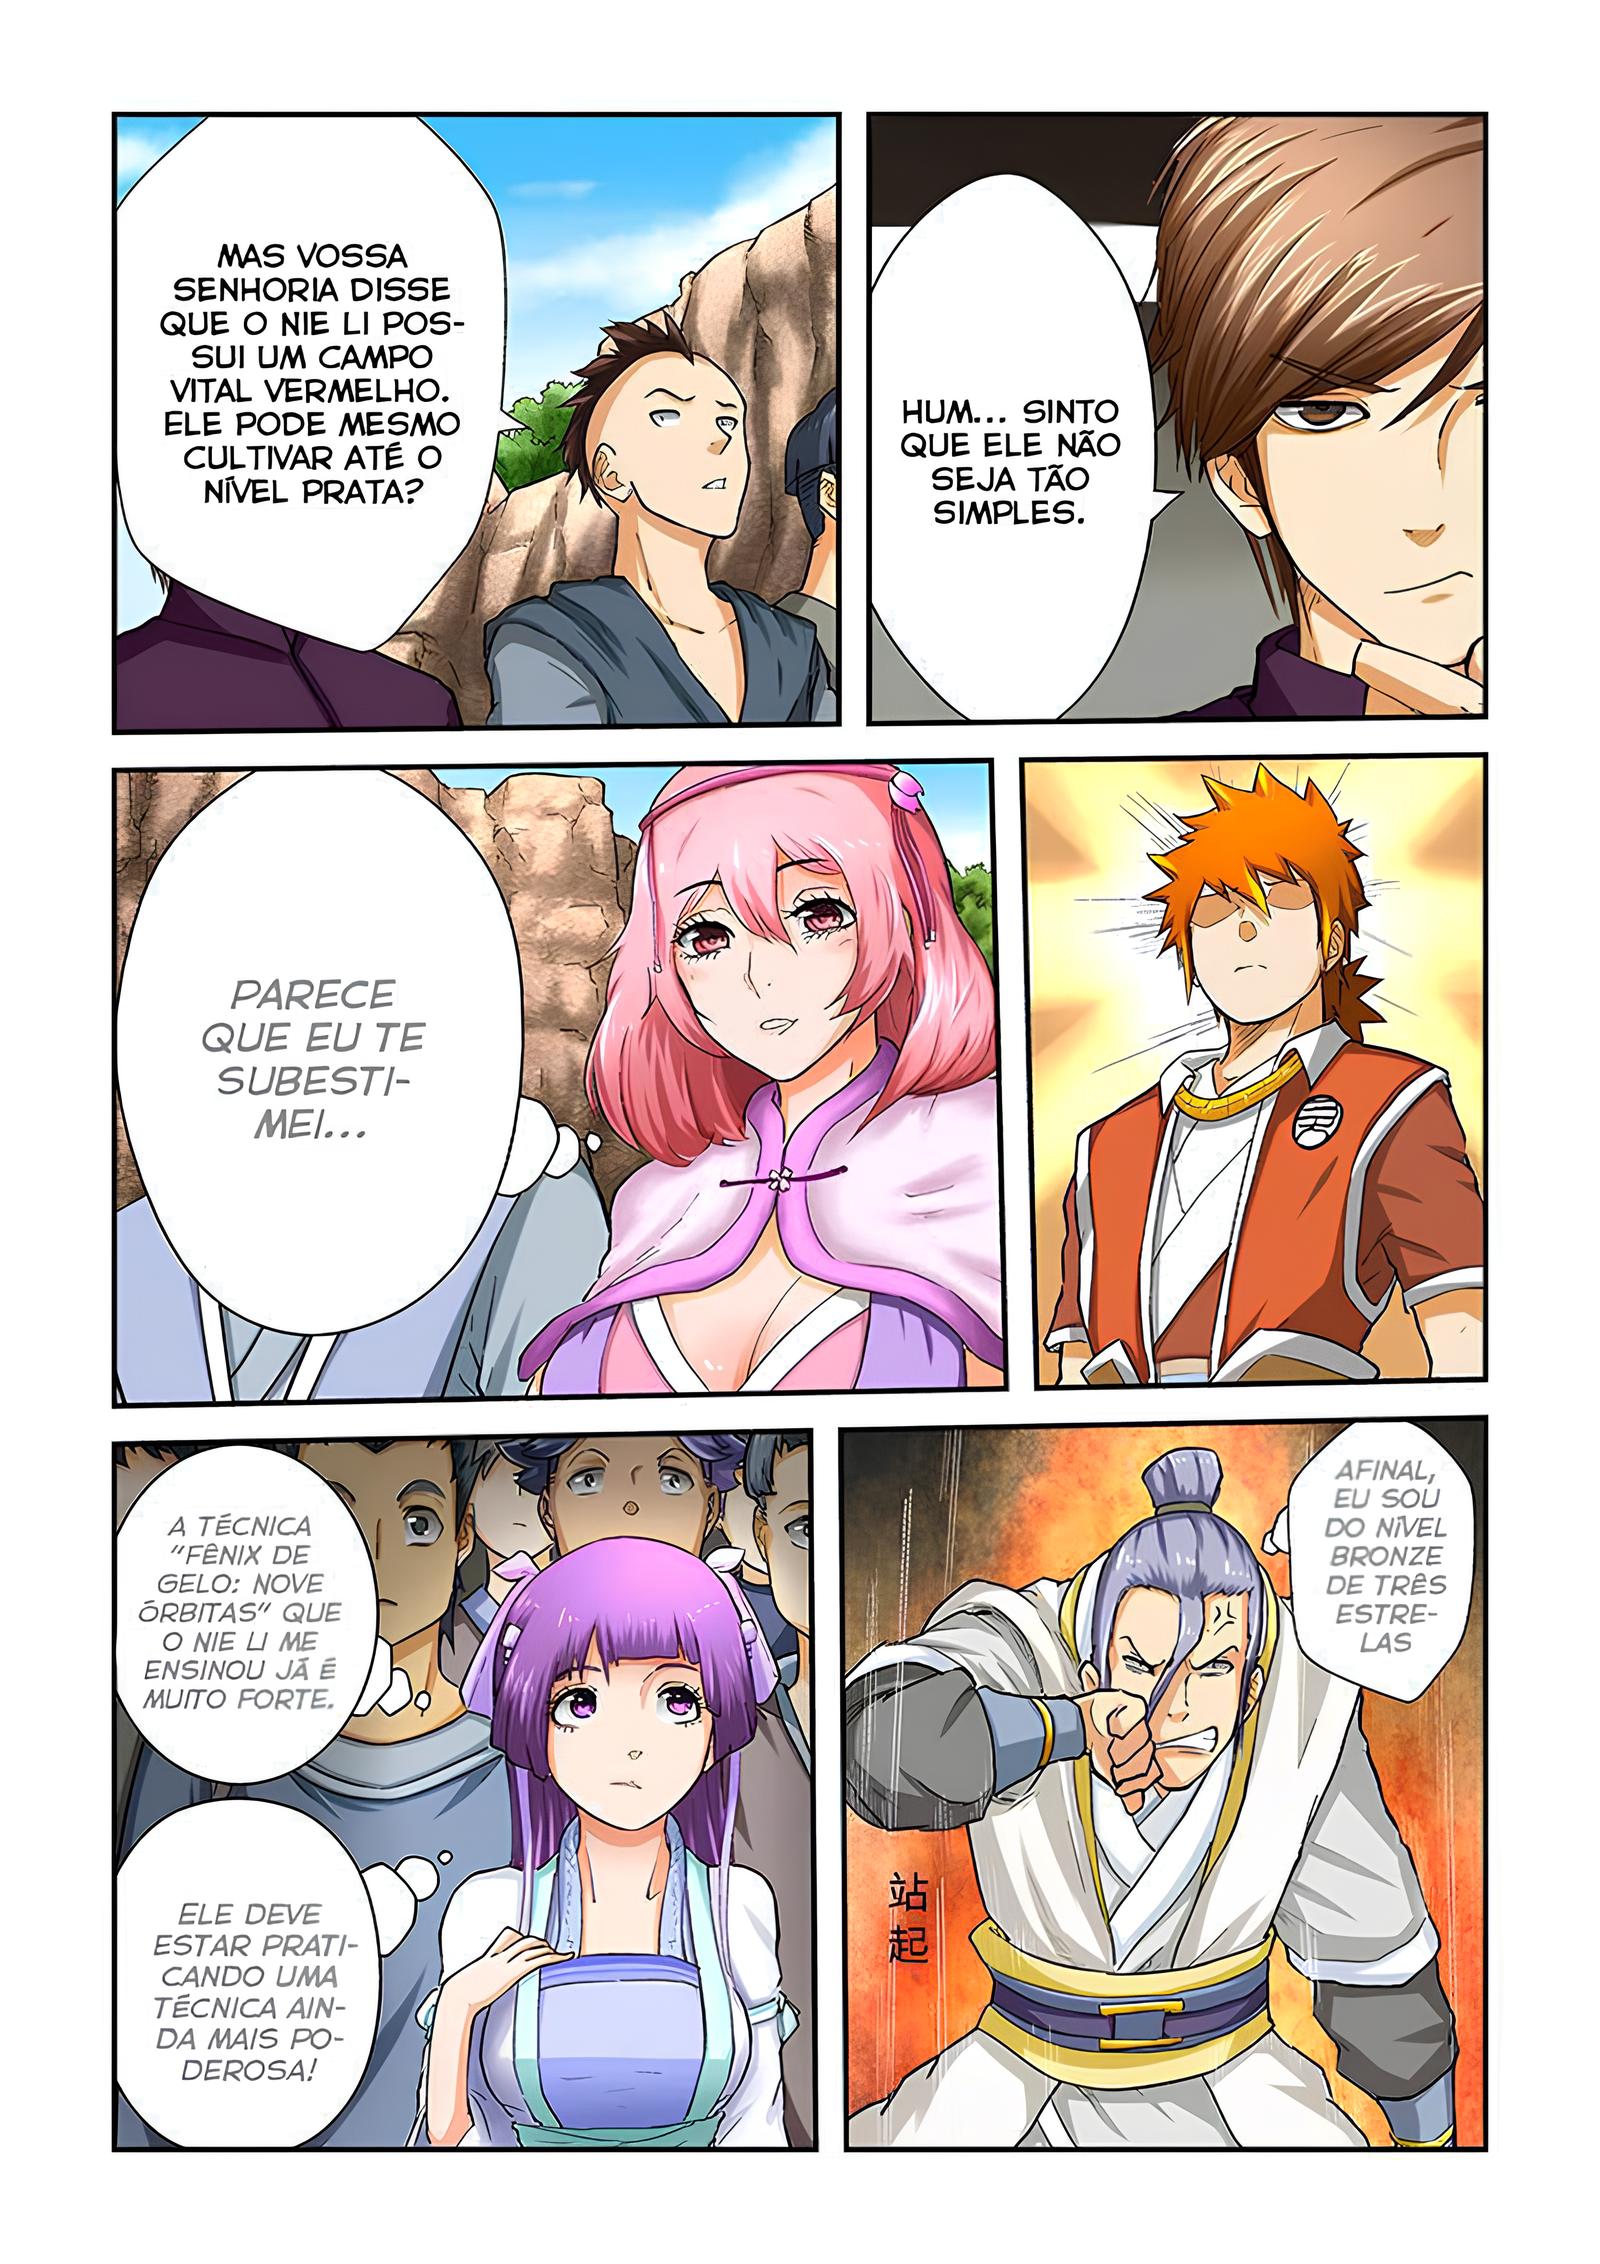 MAS VOSSA
SENHORIA DISSE
QUE O NIE LI POS-
SUI UM CAMPO
VITAL VERMELHO.
ELE PODE MESMO
CULTIVAR ATÉ O
NÍVEL PRATA?
HUM... SINTO
QUE ELE NÃO
SEJA TÃO
SIMPLES.
PARECE
QUE EU TE
SUBESTI-
MEI...
A TÉCNICA
"FÊNIX DE
GELO: NOVE
ÓRBITAS" QUE
O NIE LI ME
ENSINOU JÁ É
MUITO FORTE.
ELE DEVE
ESTAR PRATI-
CANDO UMA
TÉCNICA AIN-
DA MAIS PO-
DEROSA!
AFINAL,
EU SOU
DO NÍVEL
BRONZE
DE TRÊS
ESTRE-
LAS
站起